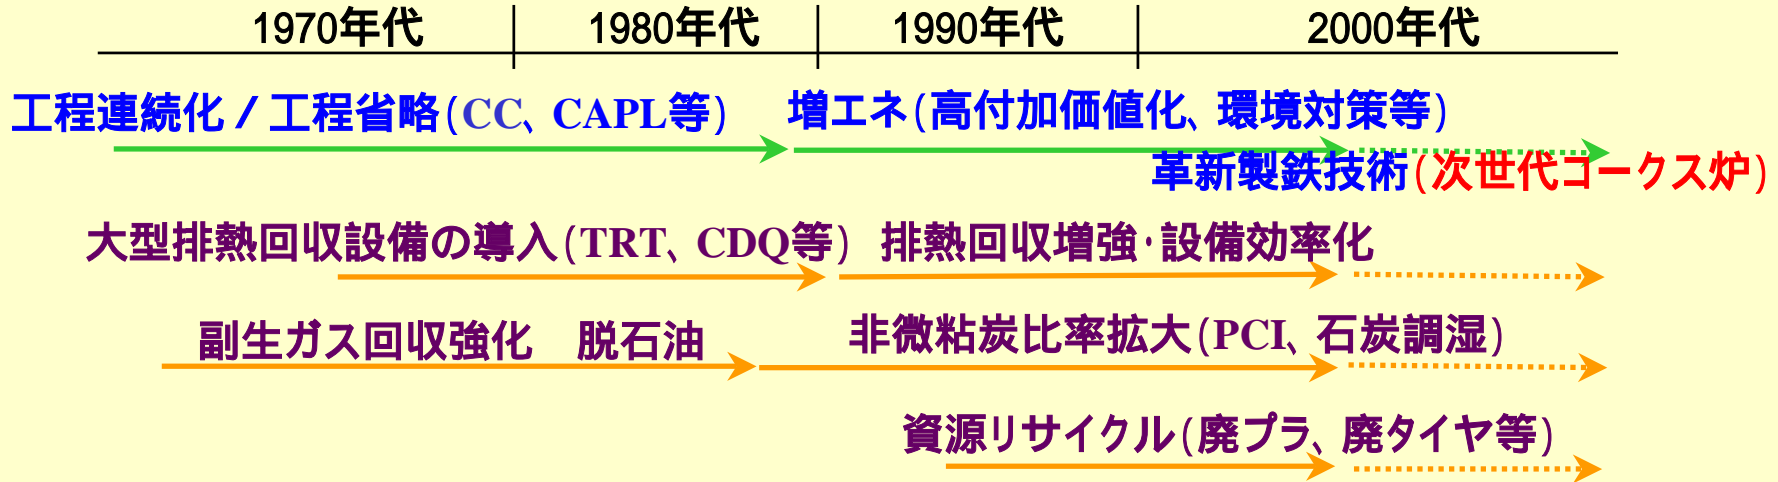 1970年代 1980年代 1990年代 2000年代
工程連続化/工程省略(CC、CAPL等) 増エネ(高付加価値化、環境対策等)
革新製鉄技術(次世代コークス炉)
大型排熱回収設備の導入(TRT、CDQ等) 排熱回収増強・設備効率化
副生ガス回収強化 脱石油 非微粘炭比率拡大(PCI、石炭調湿)
資源リサイクル(廃プラ、廃タイヤ等)